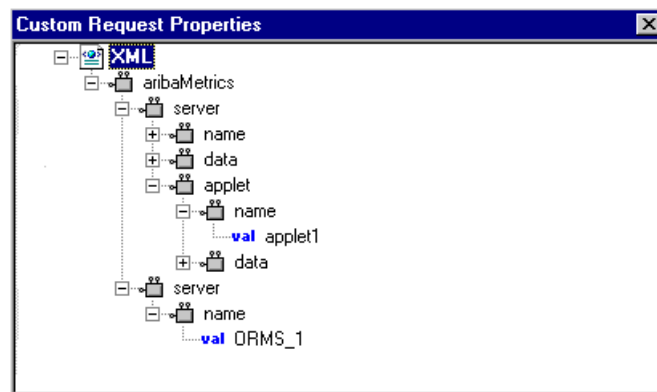 Custom Request Properties
XML
aribaMetrics
server
name
data
applet
name
val applet1
data
server
name
val ORMS_1